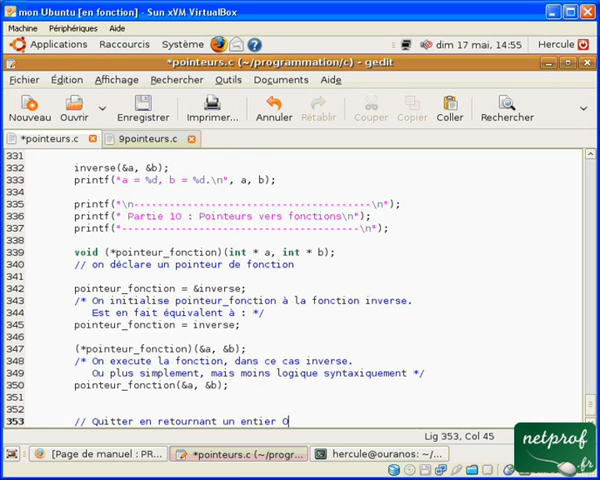 mon Ubuntu [en fonction] - Sun xVM VirtualBox
Machine Périphériques Aide
Applications Raccourcis Système dim 17 mai, 14:55 Hercule
*pointeurs.c (~/programmation/c) - gedit
Fichier Édition Affichage Rechercher Outils Documents Aide
Nouveau Ouvrir Enregistrer Imprimer... Annuler Rétablir Couper Copier Coller Rechercher
*pointeurs.c 9pointeurs.c
331
332 inverse(&a, &b);
333 printf("a = %d, b = %d.\n", a, b);
334
335 printf("\n----------------------------------------\n");
336 printf(" Partie 10 : Pointeurs vers fonctions\n");
337 printf("----------------------------------------\n");
338
339 void (*pointeur_fonction)(int * a, int * b);
340 // on déclare un pointeur de fonction
341
342 pointeur_fonction = &inverse;
343 /* On initialise pointeur_fonction à la fonction inverse.
344 Est en fait équivalent à : */
345 pointeur_fonction = inverse;
346
347 (*pointeur_fonction)(&a, &b);
348 /* On execute la fonction, dans ce cas inverse.
349 Ou plus simplement, mais moins logique syntaxiquement */
350 pointeur_fonction(&a, &b);
351
352
353 // Quitter en retournant un entier 0
Lig 353, Col 45
[Page de manuel : PR... *pointeurs.c (~/progr... hercule@ouranos: ~/...
netprof.fr